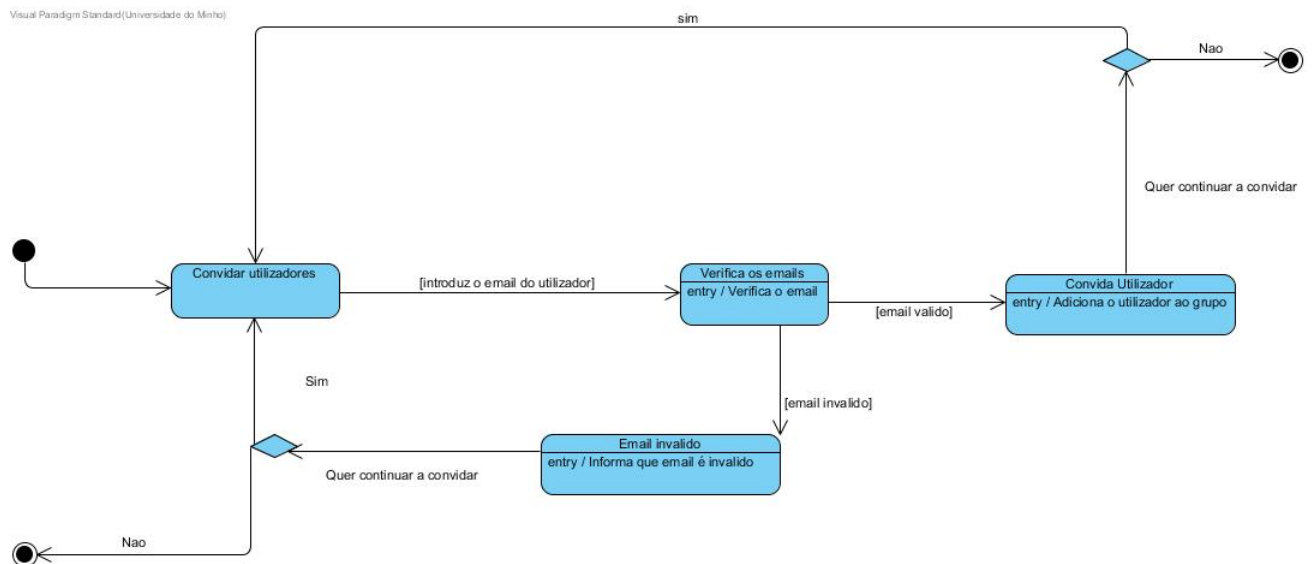 Visual Paradigm Standard(Universidade do Minho)
sim
Nao
Quer continuar a convidar
Convidar utilizadores
[introduz o email do utilizador]
Verifica os emails
entry / Verifica o email
[email valido]
Convida Utilizador
entry / Adiciona o utilizador ao grupo
Sim
[email invalido]
Email invalido
entry / Informa que email é invalido
Quer continuar a convidar
Nao